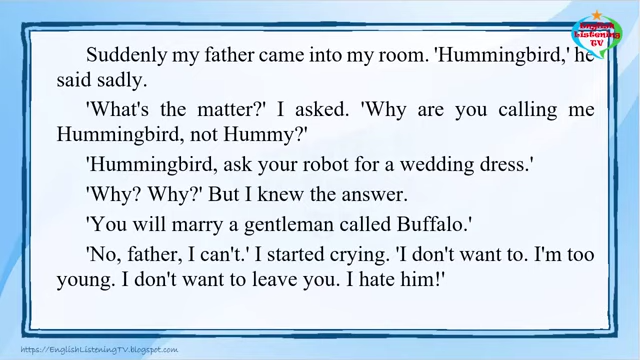 English
Listening
TV
Suddenly my father came into my room. 'Hummingbird,' he
said sadly.
'What's the matter?' I asked. 'Why are you calling me
Hummingbird, not Hummy?'
'Hummingbird, ask your robot for a wedding dress.'
'Why? Why?' But I knew the answer.
'You will marry a gentleman called Buffalo.'
'No, father, I can't.' I started crying. 'I don't want to. I'm too
young. I don't want to leave you. I hate him!'
https://EnglishListeningTV.blogspot.com